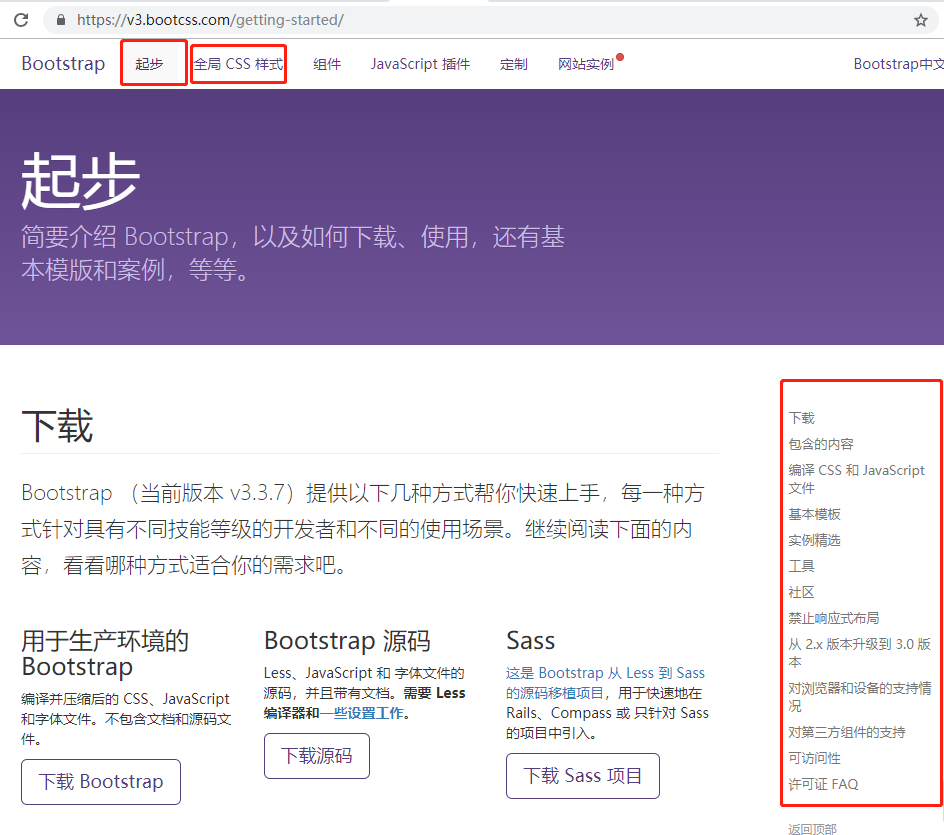 https://v3.bootcss.com/getting-started/
Bootstrap 起步 全局 CSS 样式 组件 JavaScript 插件 定制 网站实例 Bootstrap中文
起步
简要介绍 Bootstrap，以及如何下载、使用，还有基
本模版和案例，等等。
下载
Bootstrap （当前版本 v3.3.7）提供以下几种方式帮你快速上手，每一种方
式针对具有不同技能等级的开发者和不同的使用场景。继续阅读下面的内
容，看看哪种方式适合你的需求吧。
用于生产环境的
Bootstrap
编译并压缩后的 CSS、JavaScript
和字体文件。不包含文档和源码文
件。
下载 Bootstrap
Bootstrap 源码
Less、JavaScript 和 字体文件的
源码，并且带有文档。需要 Less
编译器和一些设置工作。
下载源码
Sass
这是 Bootstrap 从 Less 到 Sass
的源码移植项目，用于快速地在
Rails、Compass 或 只针对 Sass
的项目中引入。
下载 Sass 项目
下载
包含的内容
编译 CSS 和 JavaScript
文件
基本模板
实例精选
工具
社区
禁止响应式布局
从 2.x 版本升级到 3.0 版
本
对浏览器和设备的支持情
况
对第三方组件的支持
可访问性
许可证 FAQ
返回顶部